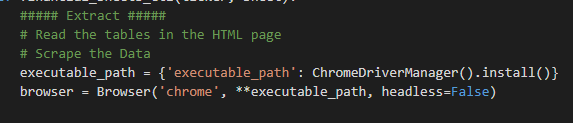 ##### Extract #####
# Read the tables in the HTML page
# Scrape the Data
executable_path = {'executable_path': ChromeDriverManager().install()}
browser = Browser('chrome', **executable_path, headless=False)